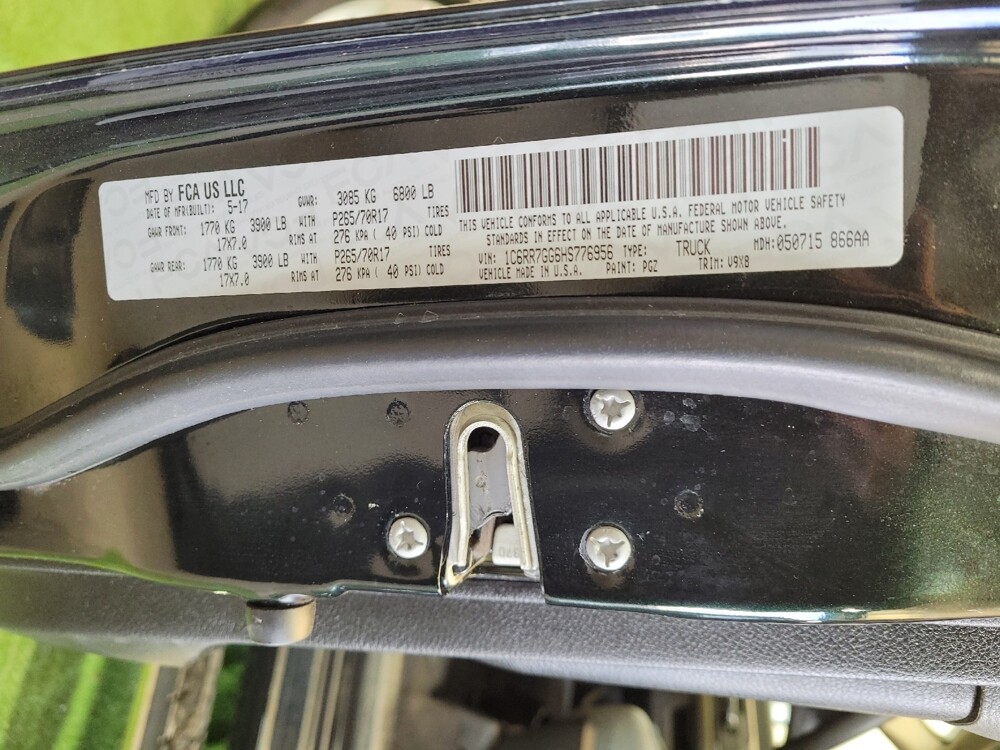 MFD BY FCA US LLC
DATE OF MFR(BUILT): 5-17 GVWR: 3085 KG 6800 LB
GAWR FRONT: 1770 KG 3900 LB WITH P265/70R17 TIRES
17X7.0 RIMS AT 276 KPA ( 40 PSI) COLD
GAWR REAR: 1770 KG 3900 LB WITH P265/70R17 TIRES
17X7.0 RIMS AT 276 KPA ( 40 PSI) COLD
THIS VEHICLE CONFORMS TO ALL APPLICABLE U.S.A. FEDERAL MOTOR VEHICLE SAFETY
STANDARDS IN EFFECT ON THE DATE OF MANUFACTURE SHOWN ABOVE.
VIN: 1C6RR7GG6HS776956 TYPE: TRUCK MDH:050715 866AA
VEHICLE MADE IN U.S.A. PAINT: PGZ TRIM: V9X8